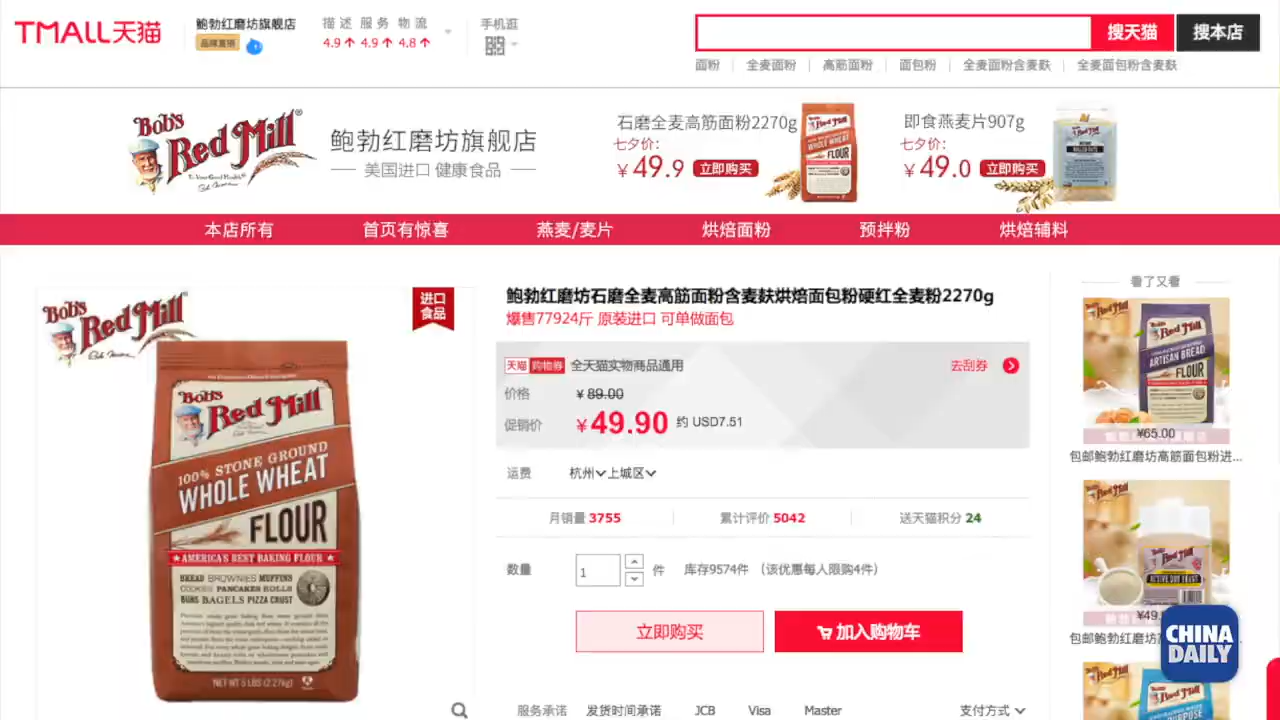 TMALL天猫
鲍勃红磨坊旗舰店
品牌直销
描述 服务 物流
4.9 4.9 4.8
手机逛
搜天猫
搜本店
面粉
全麦面粉
高筋面粉
面包粉
全麦面粉含麦麸
全麦面包粉含麦麸
Bob's
Red Mill®
To Your Good Health
鲍勃红磨坊旗舰店
美国进口 健康食品
石磨全麦高筋面粉2270g
七夕价:
¥49.9 立即购买
即食燕麦片907g
七夕价:
¥49.0 立即购买
本店所有
首页有惊喜
燕麦/麦片
烘焙面粉
预拌粉
烘焙辅料
Bob's
Red Mill
进口
食品
Bob's
Red Mill
100% STONE GROUND
WHOLE WHEAT
FLOUR
AMERICA'S BEST BAKING FLOUR
BREAD BROWNIES MUFFINS
COOKIES PANCAKES ROLLS
BUNS BAGELS PIZZA CRUST
NET WT 5 LBS (2.27kg)
鲍勃红磨坊石磨全麦高筋面粉含麦麸烘焙面包粉硬红全麦粉2270g
爆售77924斤 原装进口 可单做面包
天猫 购物券 全天猫实物商品通用
去刮券
价格
¥89.00
促销价
¥49.90 约 USD7.51
运费
杭州 上城区
月销量 3755
累计评价 5042
送天猫积分 24
数量
1
件
库存9574件 (该优惠每人限购4件)
立即购买
加入购物车
服务承诺
发货时间承诺
JCB
Visa
Master
支付方式
看了又看
Red Mill
ARTISAN BREAD
FLOUR
¥65.00
包邮鲍勃红磨坊高筋面包粉进...
Red Mill
ACTIVE DRY YEAST
¥49.
包邮鲍勃红磨坊
Red Mill
CHINA
DAILY